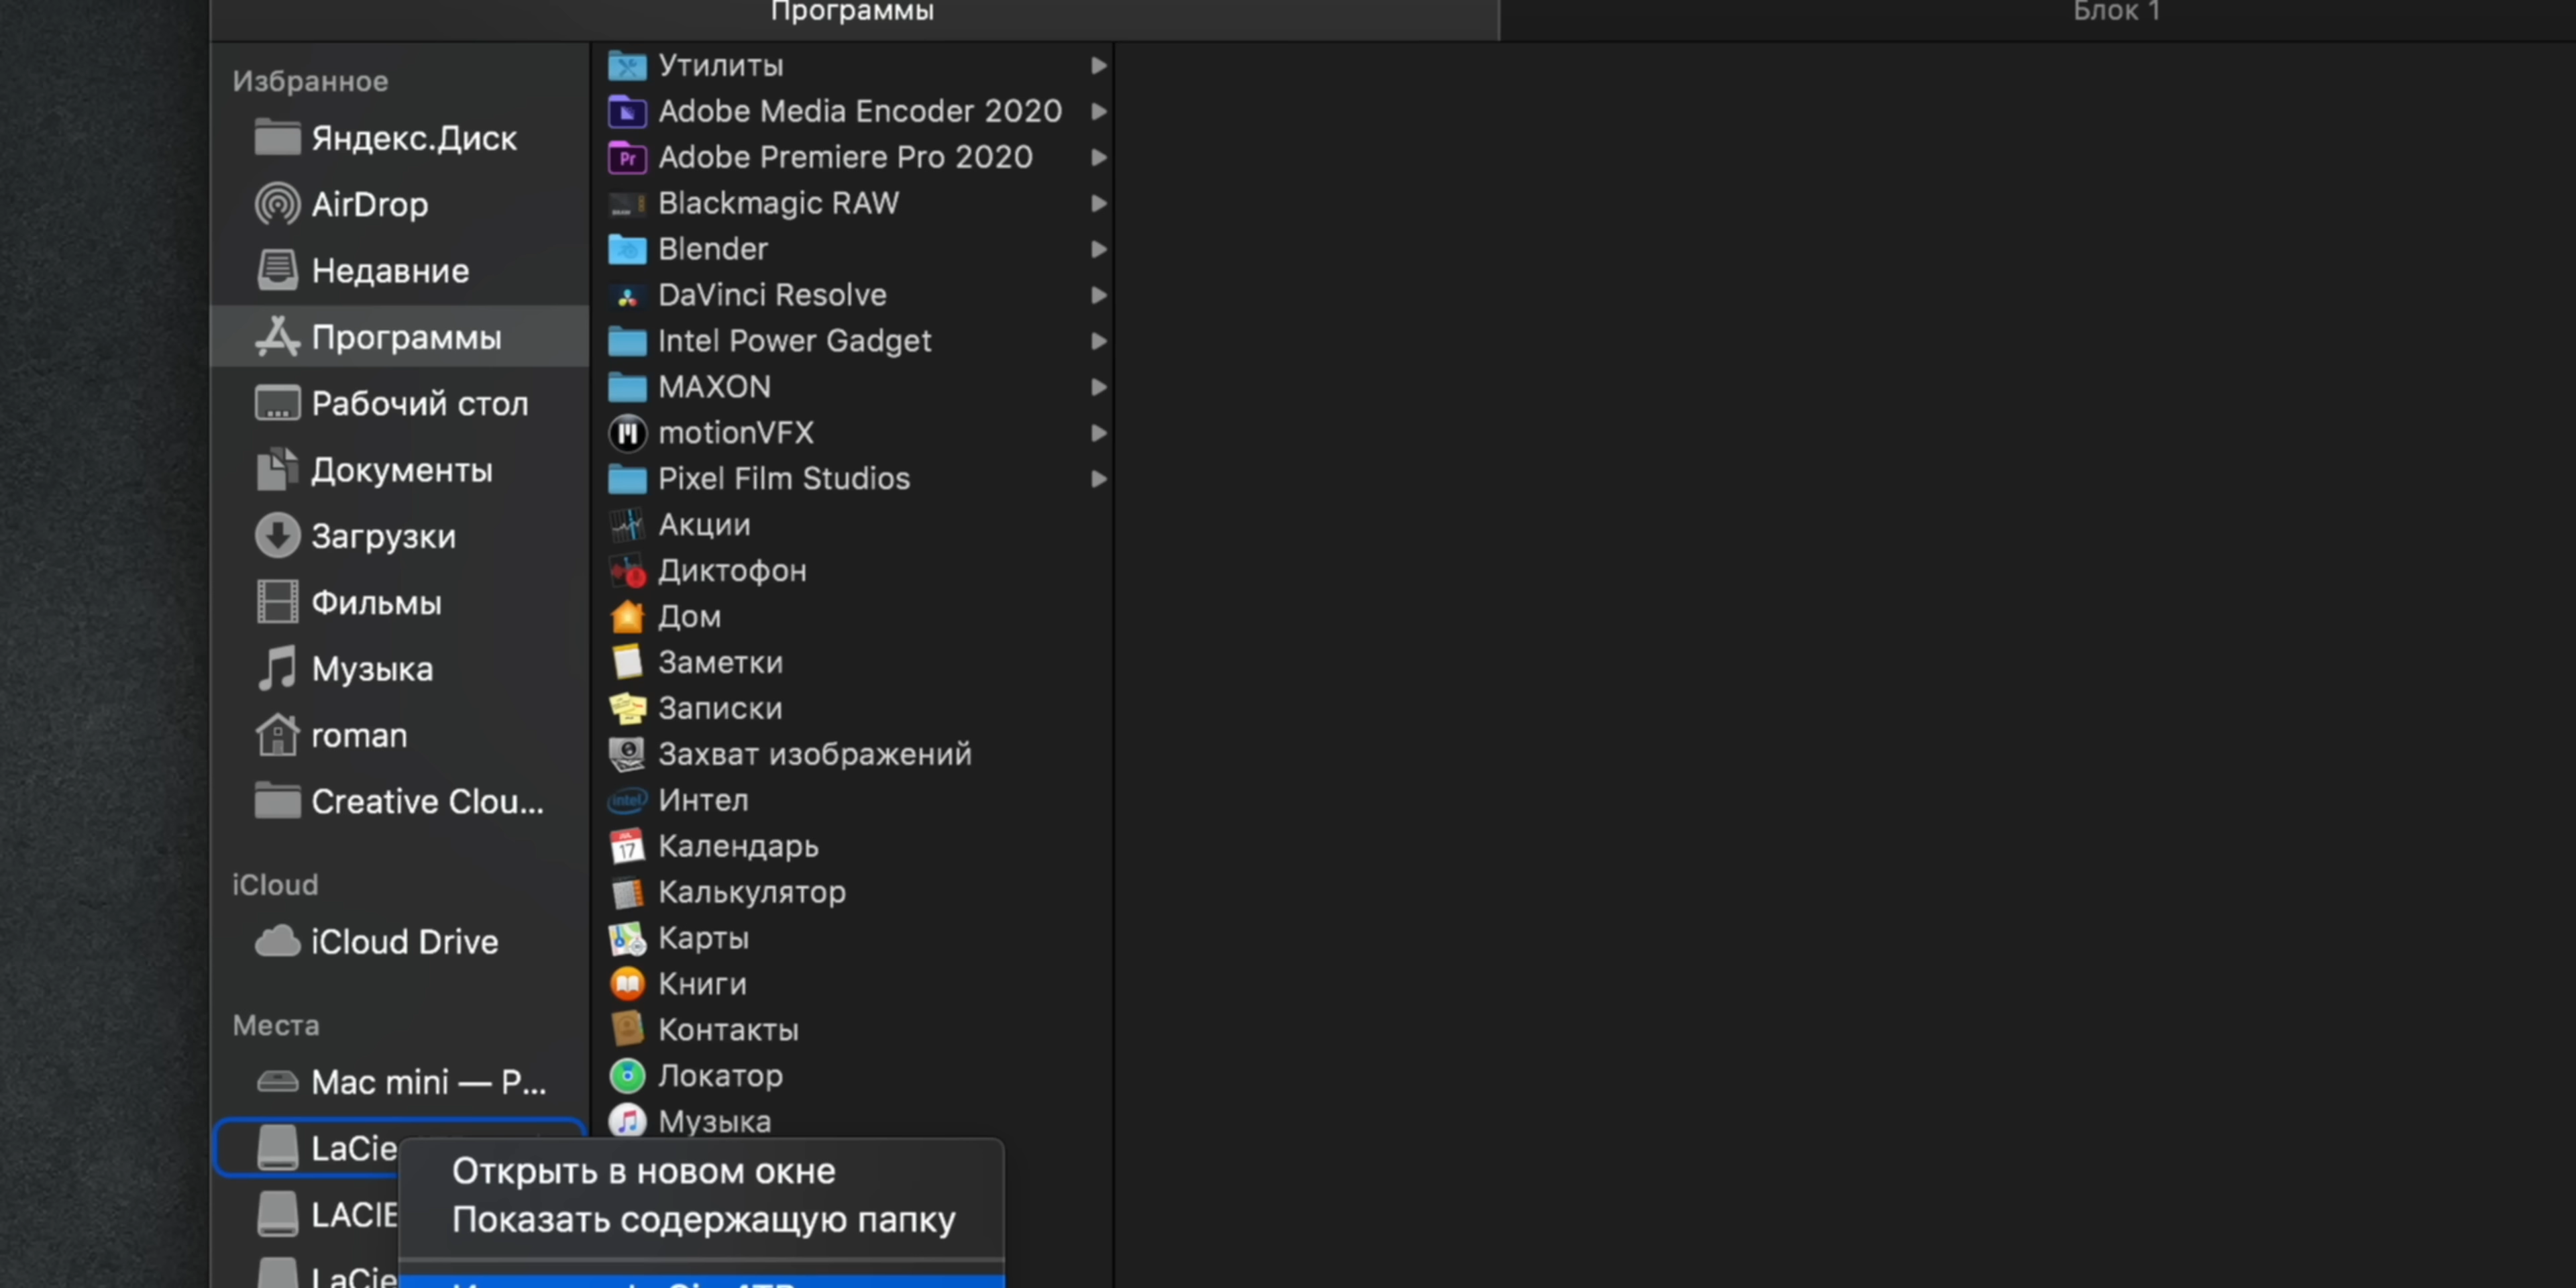 Программы
Блок 1
Избранное
Яндекс.Диск
AirDrop
Недавние
Программы
Рабочий стол
Документы
Загрузки
Фильмы
Музыка
roman
Creative Clou...
iCloud
iCloud Drive
Места
Mac mini — P...
LaCie
LACIE
LaCie
Утилиты
Adobe Media Encoder 2020
Adobe Premiere Pro 2020
Blackmagic RAW
Blender
DaVinci Resolve
Intel Power Gadget
MAXON
motionVFX
Pixel Film Studios
Акции
Диктофон
Дом
Заметки
Записки
Захват изображений
Интел
Календарь
Калькулятор
Карты
Книги
Контакты
Локатор
Музыка
Открыть в новом окне
Показать содержащую папку